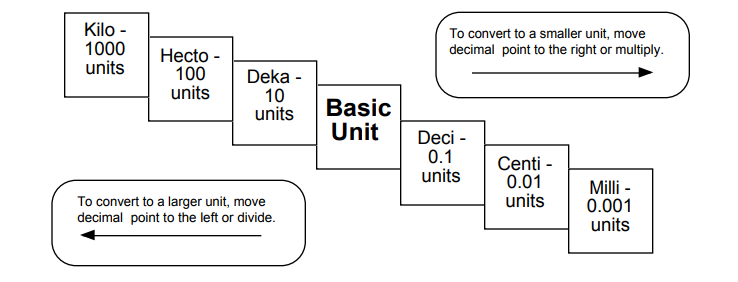 Kilo -
1000
units
Hecto -
100
units
Deka -
10
units
Basic
Unit
Deci -
0.1
units
Centi -
0.01
units
Milli -
0.001
units
To convert to a smaller unit, move
decimal point to the right or multiply.
To convert to a larger unit, move
decimal point to the left or divide.